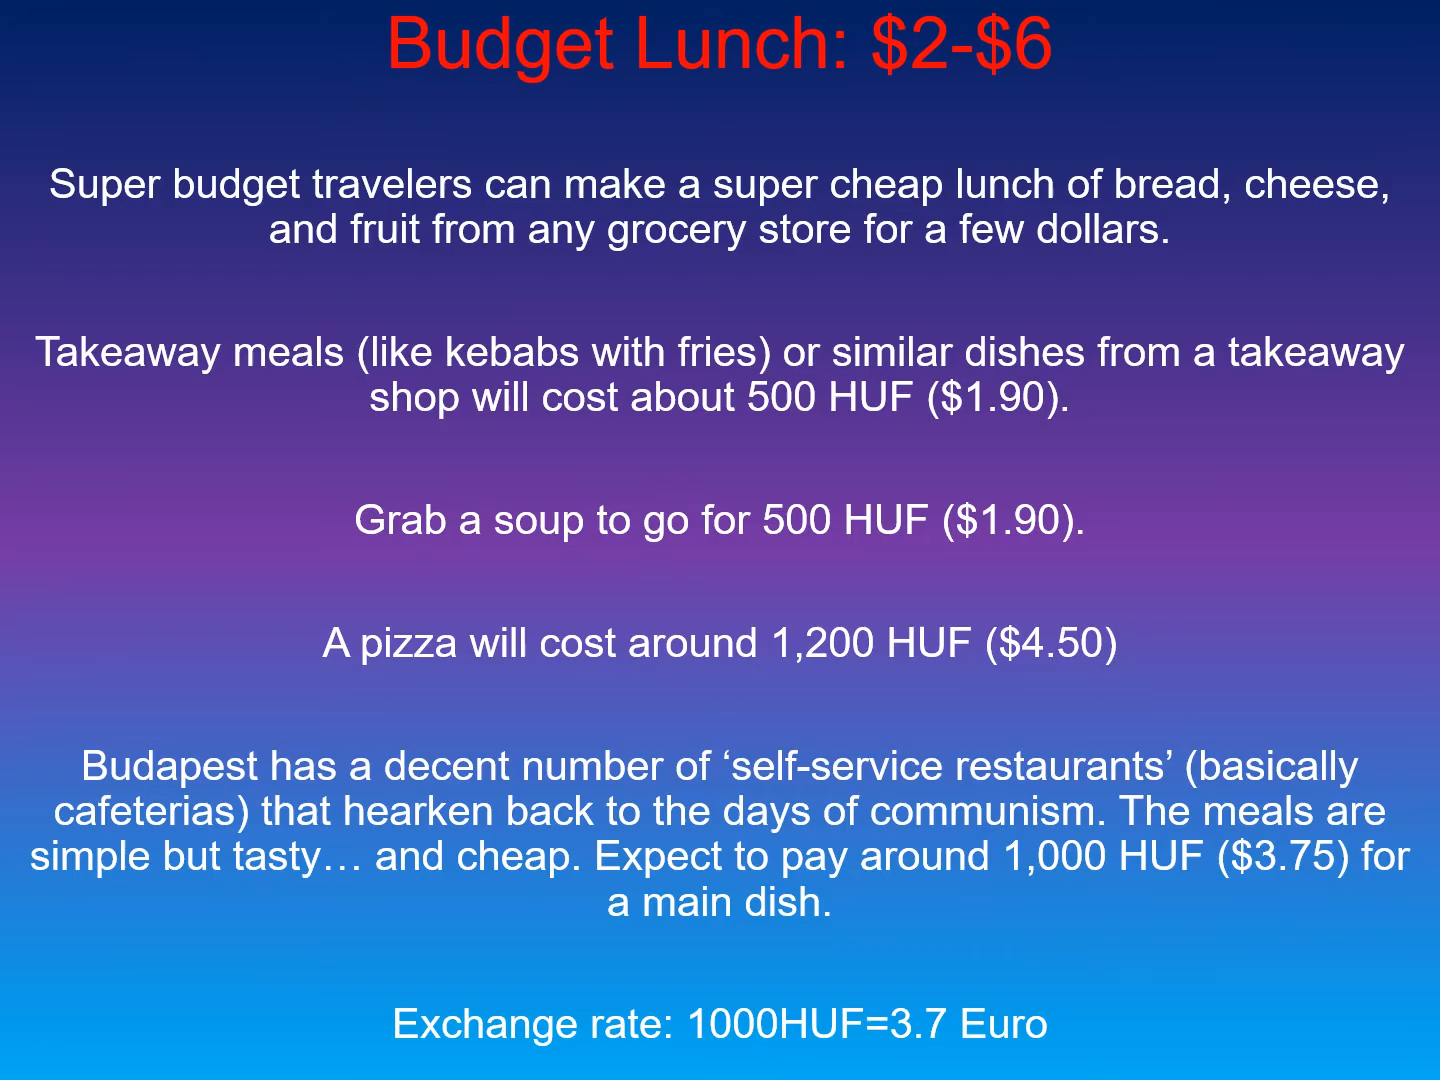 Budget Lunch: $2-$6
Super budget travelers can make a super cheap lunch of bread, cheese,
and fruit from any grocery store for a few dollars.
Takeaway meals (like kebabs with fries) or similar dishes from a takeaway
shop will cost about 500 HUF ($1.90).
Grab a soup to go for 500 HUF ($1.90).
A pizza will cost around 1,200 HUF ($4.50)
Budapest has a decent number of ‘self-service restaurants’ (basically
cafeterias) that hearken back to the days of communism. The meals are
simple but tasty… and cheap. Expect to pay around 1,000 HUF ($3.75) for
a main dish.
Exchange rate: 1000HUF=3.7 Euro